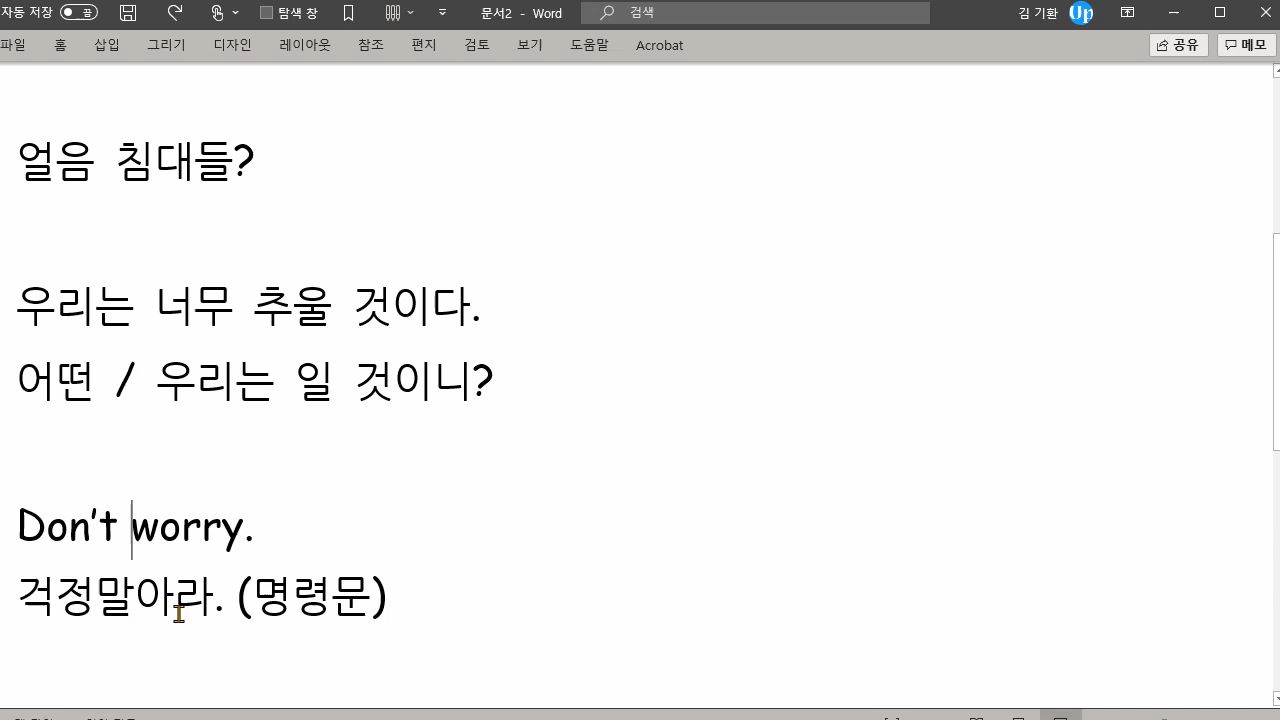 자동 저장 끔 탐색 창 문서2 - Word 검색 김 기환 Up
파일 홈 삽입 그리기 디자인 레이아웃 참조 편지 검토 보기 도움말 Acrobat 공유 메모
얼음 침대들?
우리는 너무 추울 것이다.
어떤 / 우리는 일 것이니?
Don't worry.
걱정말아라. (명령문)